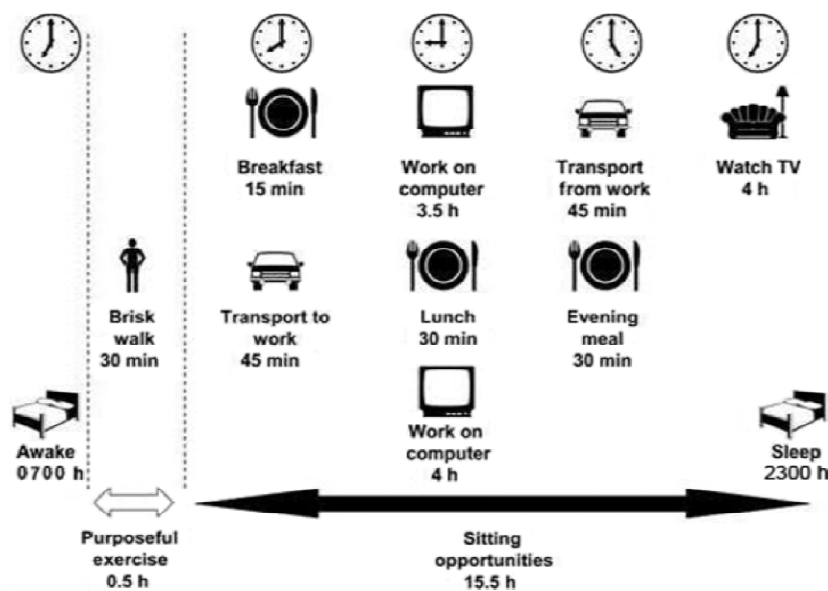 Breakfast
15 min
Work on
computer
3.5 h
Transport
from work
45 min
Watch TV
4 h
Brisk
walk
30 min
Transport to
work
45 min
Lunch
30 min
Evening
meal
30 min
Work on
computer
4 h
Awake
0700 h
Sleep
2300 h
Purposeful
exercise
0.5 h
Sitting
opportunities
15.5 h